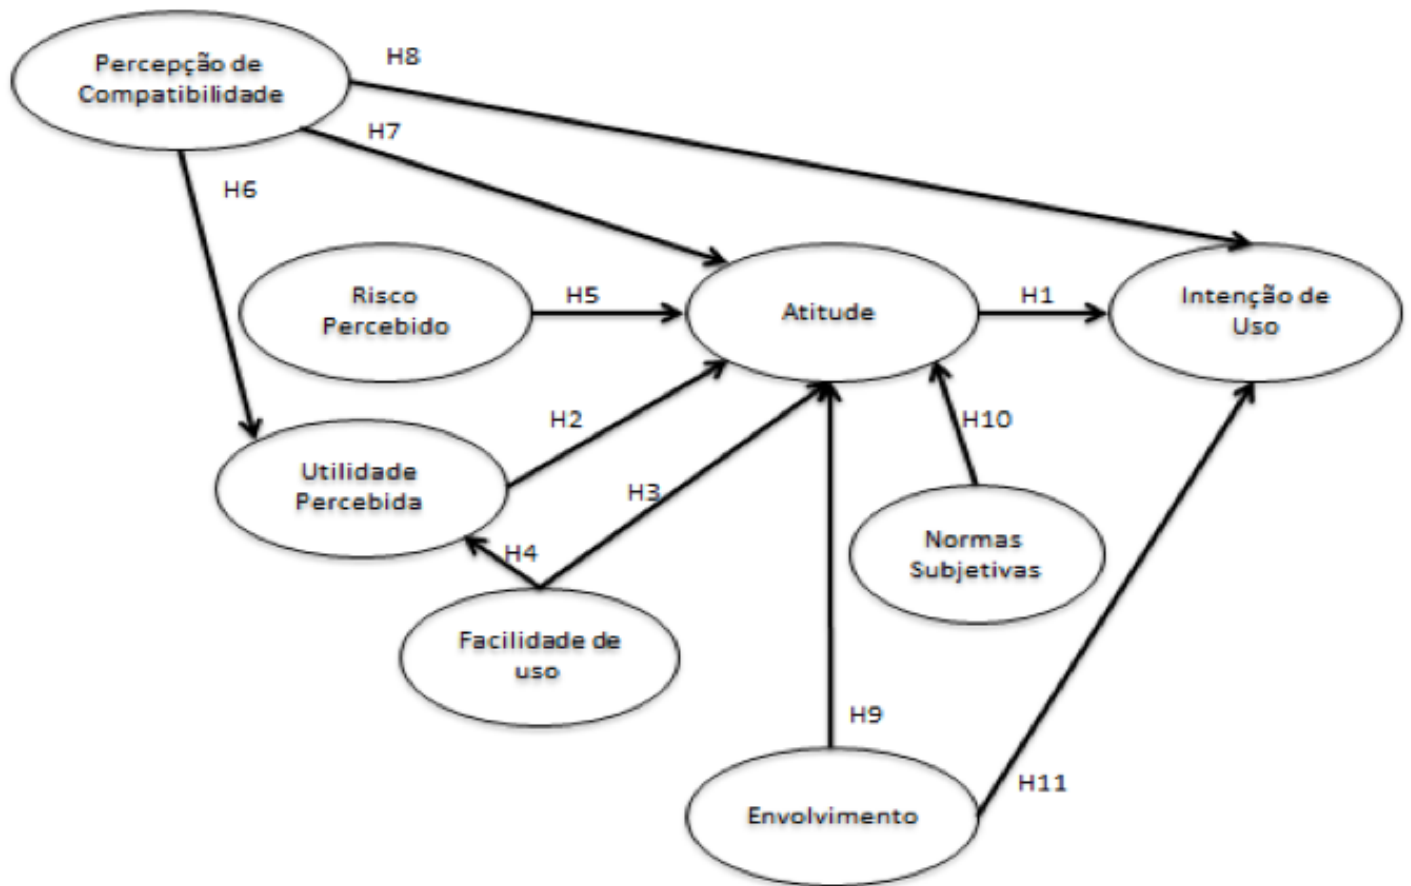 Percepção de
Compatibilidade
H8
H7
H6
Risco
Percebido
H5
Atitude
H1
Intenção de
Uso
H2
H10
Utilidade
Percebida
H3
H4
Normas
Subjetivas
Facilidade de
uso
H9
H11
Envolvimento